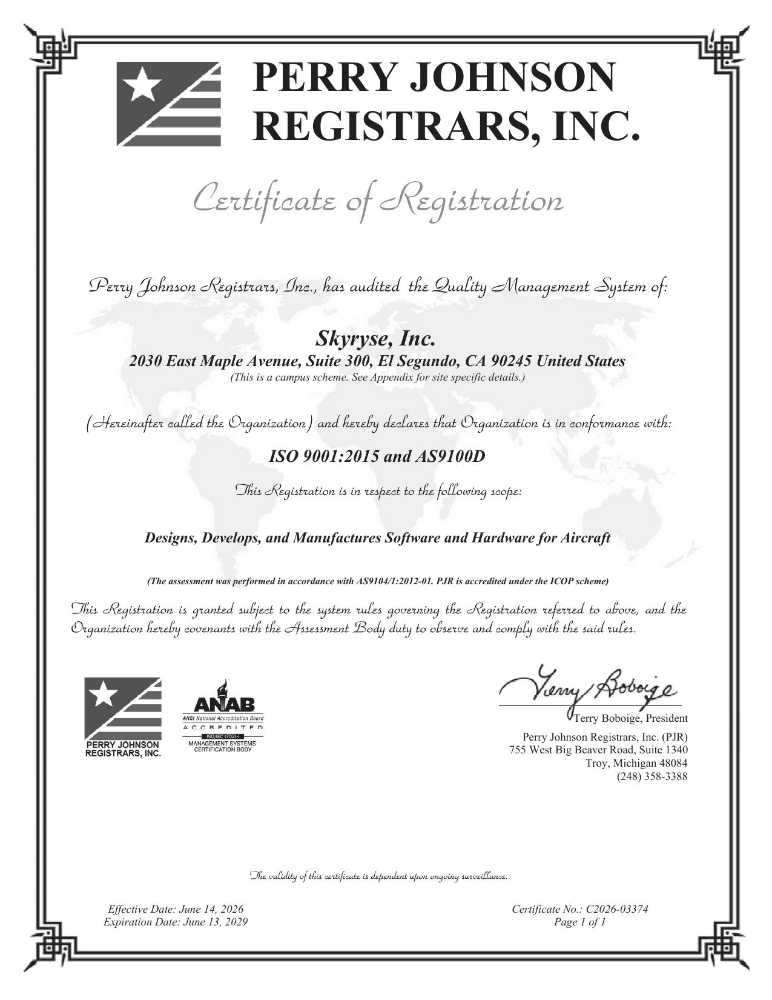 PERRY JOHNSON
REGISTRARS, INC.
Certificate of Registration
Perry Johnson Registrars, Inc., has audited the Quality Management System of:
Skyryse, Inc.
2030 East Maple Avenue, Suite 300, El Segundo, CA 90245 United States
(This is a campus scheme. See Appendix for site specific details.)
(Hereinafter called the Organization) and hereby declares that Organization is in conformance with:
ISO 9001:2015 and AS9100D
This Registration is in respect to the following scope:
Designs, Develops, and Manufactures Software and Hardware for Aircraft
(The assessment was performed in accordance with AS9104/1:2012-01. PJR is accredited under the ICOP scheme)
This Registration is granted subject to the system rules governing the Registration referred to above, and the
Organization hereby covenants with the Assessment Body duty to observe and comply with the said rules.
PERRY JOHNSON
REGISTRARS, INC.
ANAB
ANSI National Accreditation Board
ACCREDITED
ISO/IEC 17021-1
MANAGEMENT SYSTEMS
CERTIFICATION BODY
Terry Boboige
Terry Boboige, President
Perry Johnson Registrars, Inc. (PJR)
755 West Big Beaver Road, Suite 1340
Troy, Michigan 48084
(248) 358-3388
The validity of this certificate is dependent upon ongoing surveillance.
Effective Date: June 14, 2026
Expiration Date: June 13, 2029
Certificate No.: C2026-03374
Page 1 of 1